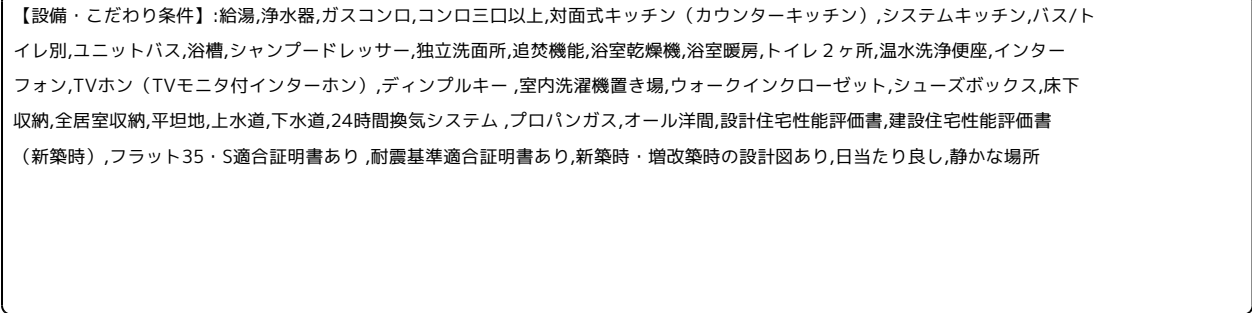 【設備・こだわり条件】:給湯,浄水器,ガスコンロ,コンロ三口以上,対面式キッチン（カウンターキッチン）,システムキッチン,バス/ト
イレ別,ユニットバス,浴槽,シャンプードレッサー,独立洗面所,追焚機能,浴室乾燥機,浴室暖房,トイレ２ヶ所,温水洗浄便座,インター
フォン,TVホン（TVモニタ付インターホン）,ディンプルキー ,室内洗濯機置き場,ウォークインクローゼット,シューズボックス,床下
収納,全居室収納,平坦地,上水道,下水道,24時間換気システム ,プロパンガス,オール洋間,設計住宅性能評価書,建設住宅性能評価書
（新築時）,フラット35・S適合証明書あり ,耐震基準適合証明書あり,新築時・増改築時の設計図あり,日当たり良し,静かな場所